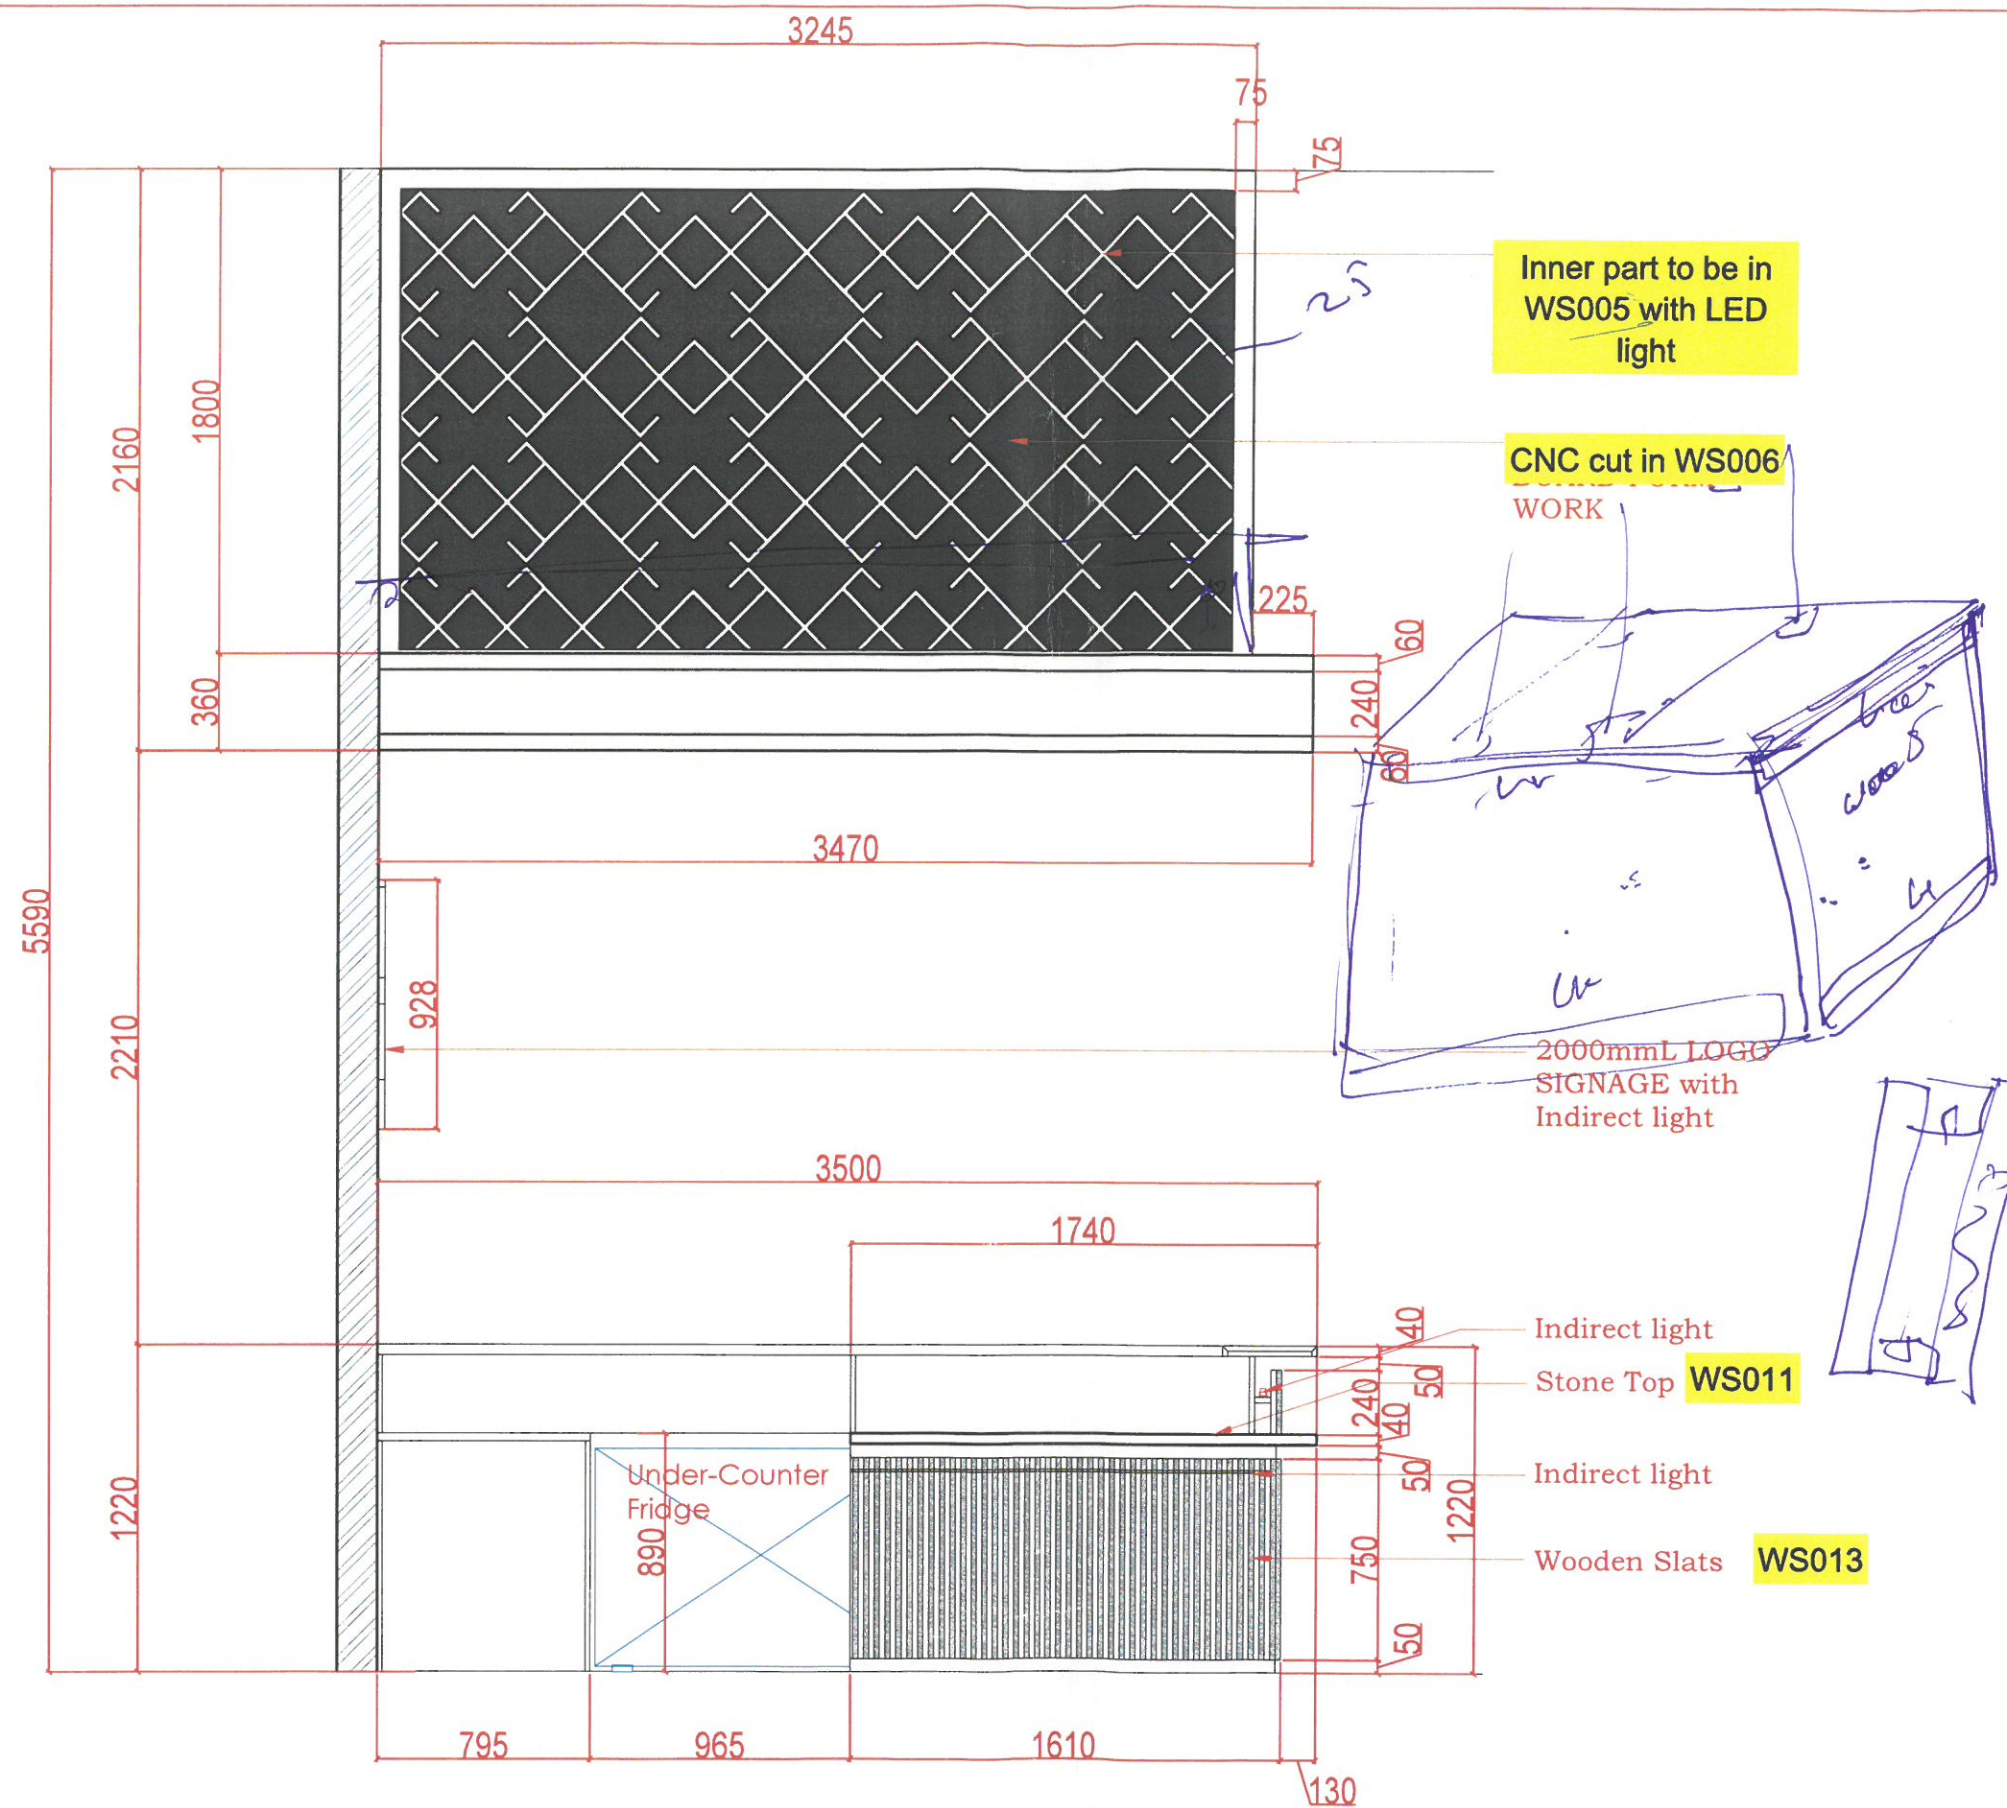 3245
75
75
Inner part to be in
WS005 with LED
light
25
CNC cut in WS006
WORK
1800
2160
225
60
360
240
60
3470
5590
928
2210
2000mmL LOGO
SIGNAGE with
Indirect light
3500
1740
40
Indirect light
50
Stone Top WS011
240
40
Under-Counter
Fridge
50
Indirect light
1220
1220
890
750
Wooden Slats WS013
50
795
965
1610
130